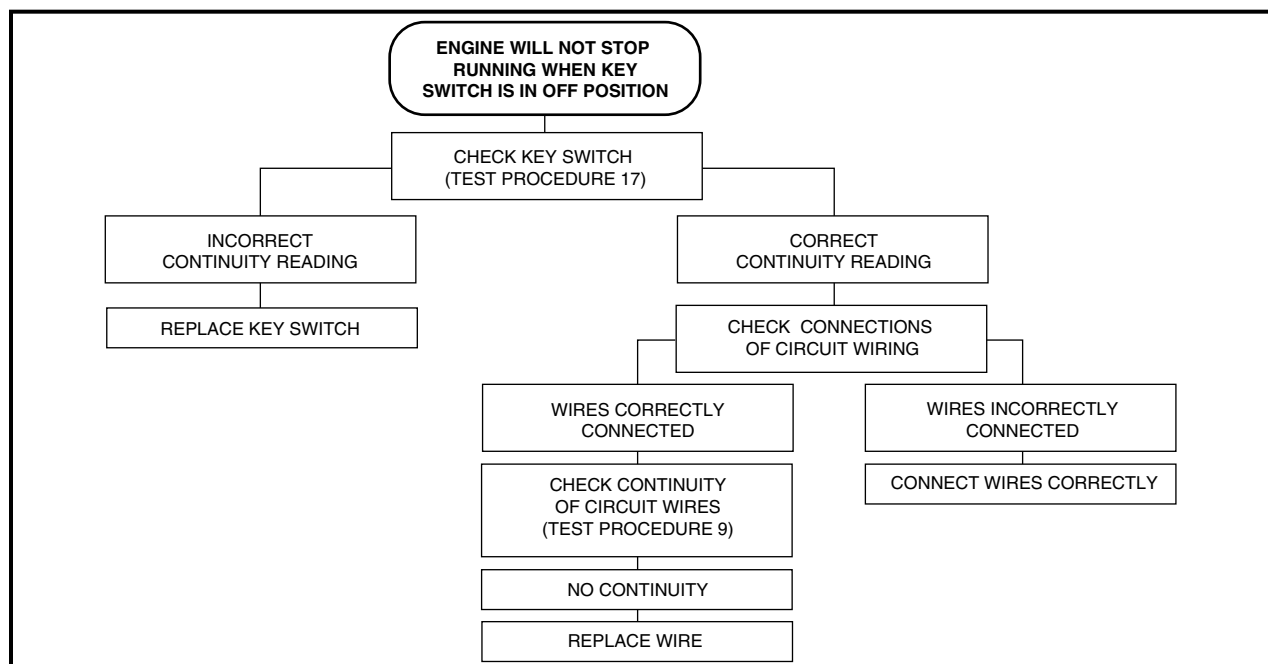 ENGINE WILL NOT STOP
RUNNING WHEN KEY
SWITCH IS IN OFF POSITION
CHECK KEY SWITCH
(TEST PROCEDURE 17)
INCORRECT
CONTINUITY READING
REPLACE KEY SWITCH
CORRECT
CONTINUITY READING
CHECK CONNECTIONS
OF CIRCUIT WIRING
WIRES CORRECTLY
CONNECTED
CHECK CONTINUITY
OF CIRCUIT WIRES
(TEST PROCEDURE 9)
NO CONTINUITY
REPLACE WIRE
WIRES INCORRECTLY
CONNECTED
CONNECT WIRES CORRECTLY